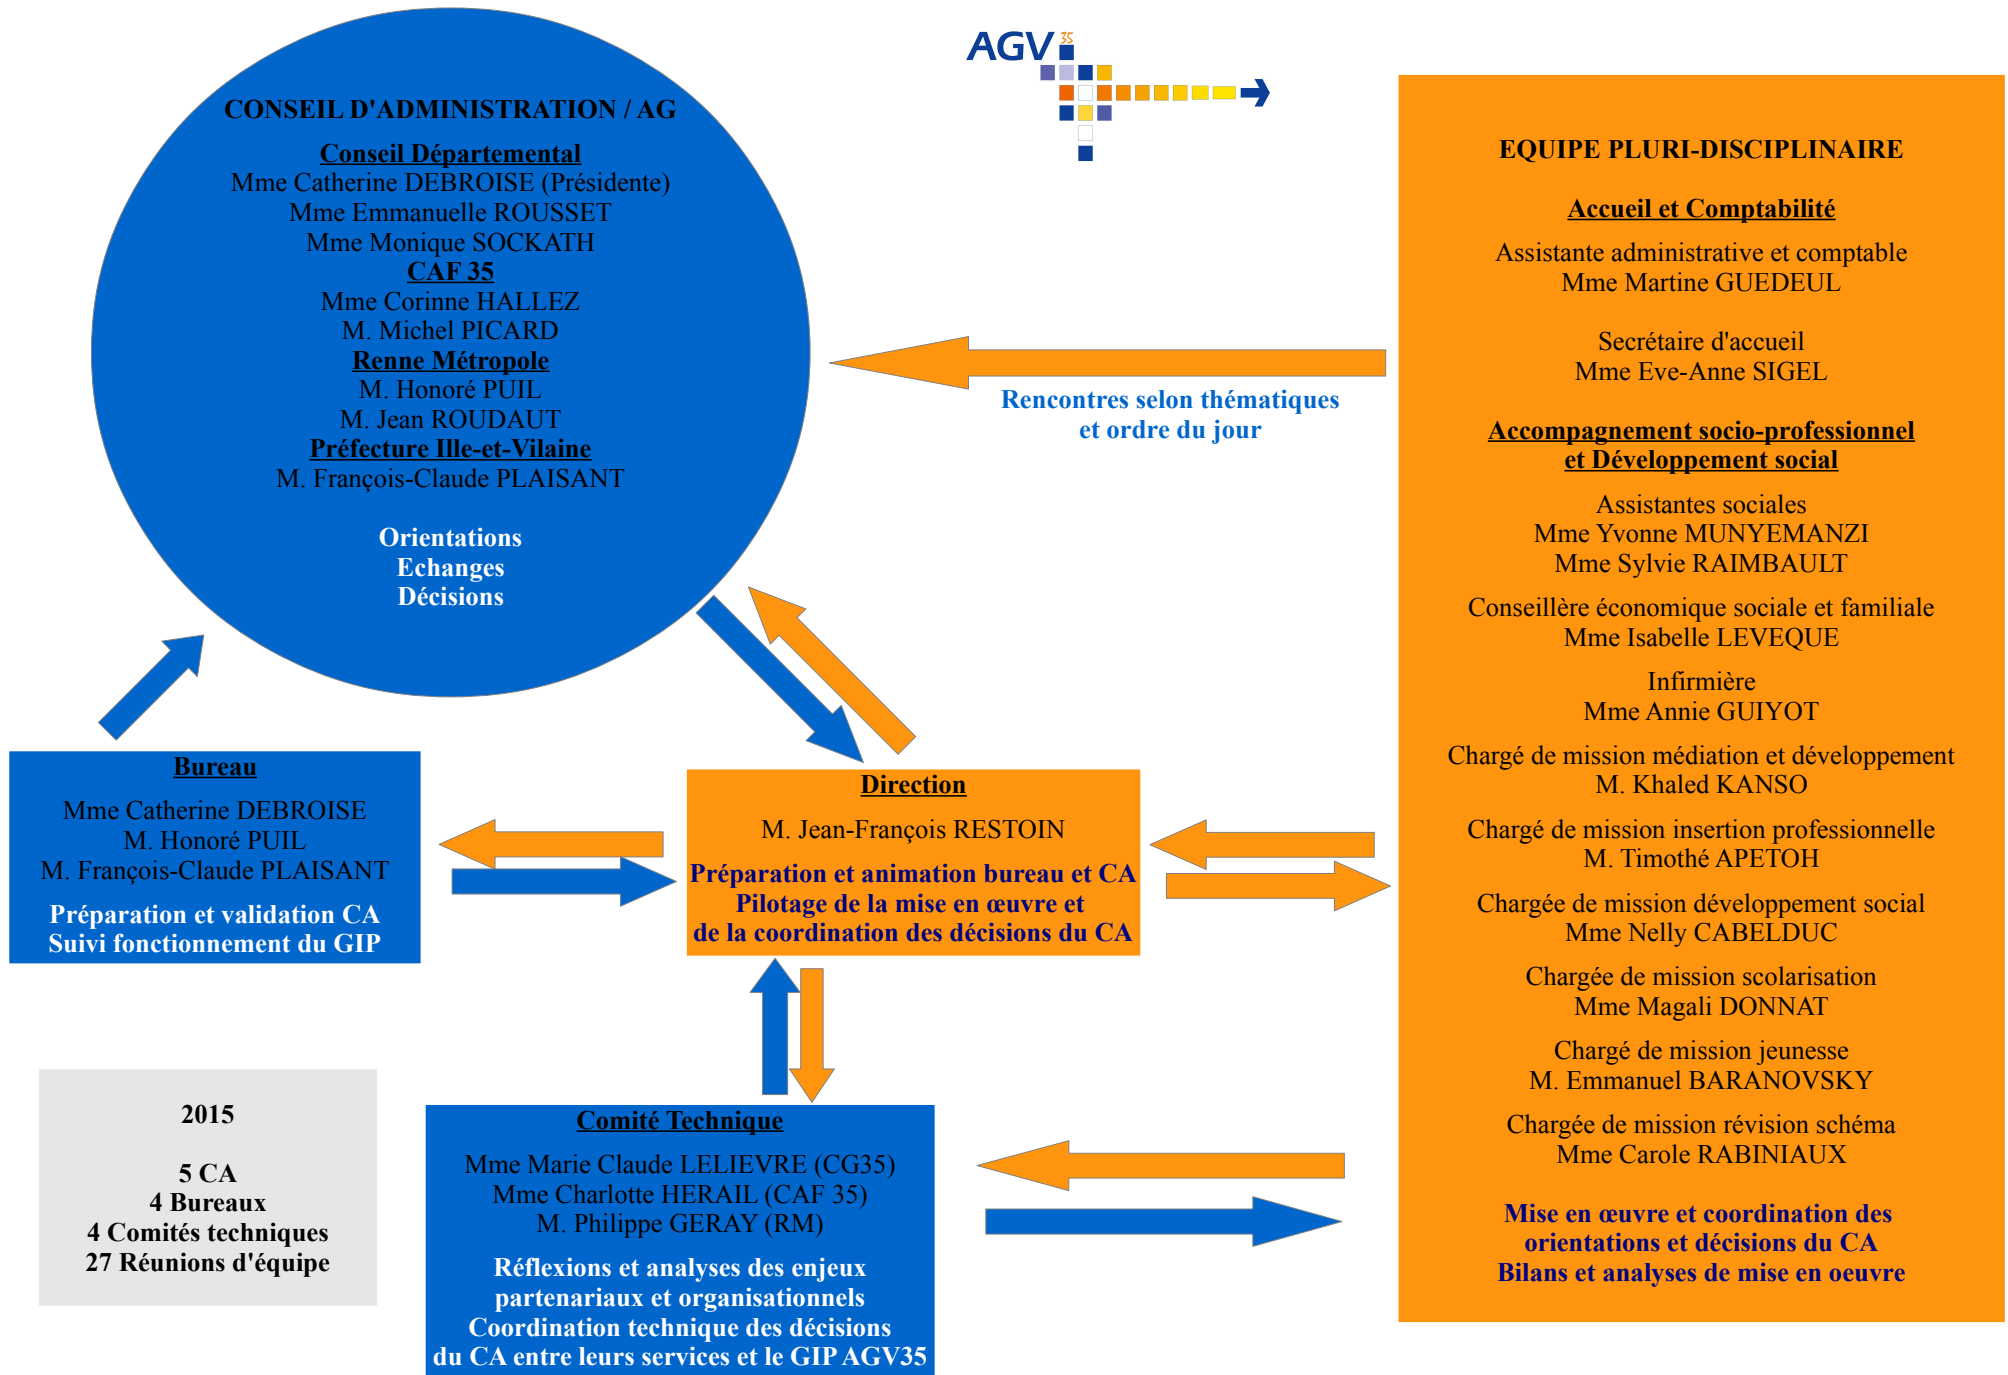 AGV 35
CONSEIL D'ADMINISTRATION / AG
Conseil Départemental
Mme Catherine DEBROISE (Présidente)
Mme Emmanuelle ROUSSET
Mme Monique SOCKATH
CAF 35
Mme Corinne HALLEZ
M. Michel PICARD
Renne Métropole
M. Honoré PUIL
M. Jean ROUDAUT
Préfecture Ille-et-Vilaine
M. François-Claude PLAISANT
Orientations
Echanges
Décisions
Rencontres selon thématiques
et ordre du jour
Bureau
Mme Catherine DEBROISE
M. Honoré PUIL
M. François-Claude PLAISANT
Préparation et validation CA
Suivi fonctionnement du GIP
Direction
M. Jean-François RESTOIN
Préparation et animation bureau et CA
Pilotage de la mise en œuvre et
de la coordination des décisions du CA
2015
5 CA
4 Bureaux
4 Comités techniques
27 Réunions d'équipe
Comité Technique
Mme Marie Claude LELIEVRE (CG35)
Mme Charlotte HERAIL (CAF 35)
M. Philippe GERAY (RM)
Réflexions et analyses des enjeux
partenariaux et organisationnels
Coordination technique des décisions
du CA entre leurs services et le GIP AGV35
EQUIPE PLURI-DISCIPLINAIRE
Accueil et Comptabilité
Assistante administrative et comptable
Mme Martine GUEDEUL
Secrétaire d'accueil
Mme Eve-Anne SIGEL
Accompagnement socio-professionnel
et Développement social
Assistantes sociales
Mme Yvonne MUNYEMANZI
Mme Sylvie RAIMBAULT
Conseillère économique sociale et familiale
Mme Isabelle LEVEQUE
Infirmière
Mme Annie GUIYOT
Chargé de mission médiation et développement
M. Khaled KANSO
Chargé de mission insertion professionnelle
M. Timothé APETOH
Chargée de mission développement social
Mme Nelly CABELDUC
Chargée de mission scolarisation
Mme Magali DONNAT
Chargé de mission jeunesse
M. Emmanuel BARANOVSKY
Chargée de mission révision schéma
Mme Carole RABINIAUX
Mise en œuvre et coordination des
orientations et décisions du CA
Bilans et analyses de mise en oeuvre